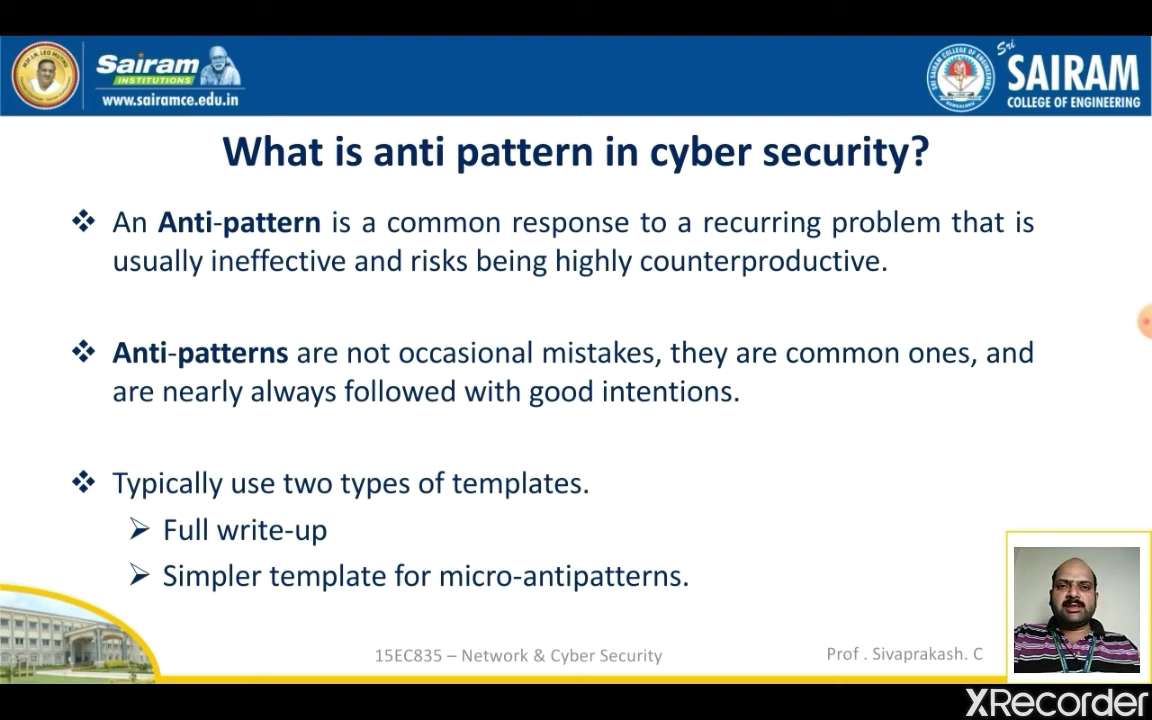 Sairam
INSTITUTIONS
www.sairamce.edu.in
Sri
SAIRAM
COLLEGE OF ENGINEERING
What is anti pattern in cyber security?
❖ An Anti-pattern is a common response to a recurring problem that is
usually ineffective and risks being highly counterproductive.
❖ Anti-patterns are not occasional mistakes, they are common ones, and
are nearly always followed with good intentions.
❖ Typically use two types of templates.
➢ Full write-up
➢ Simpler template for micro-antipatterns.
15EC835 – Network & Cyber Security
Prof . Sivaprakash. C
XRecorder